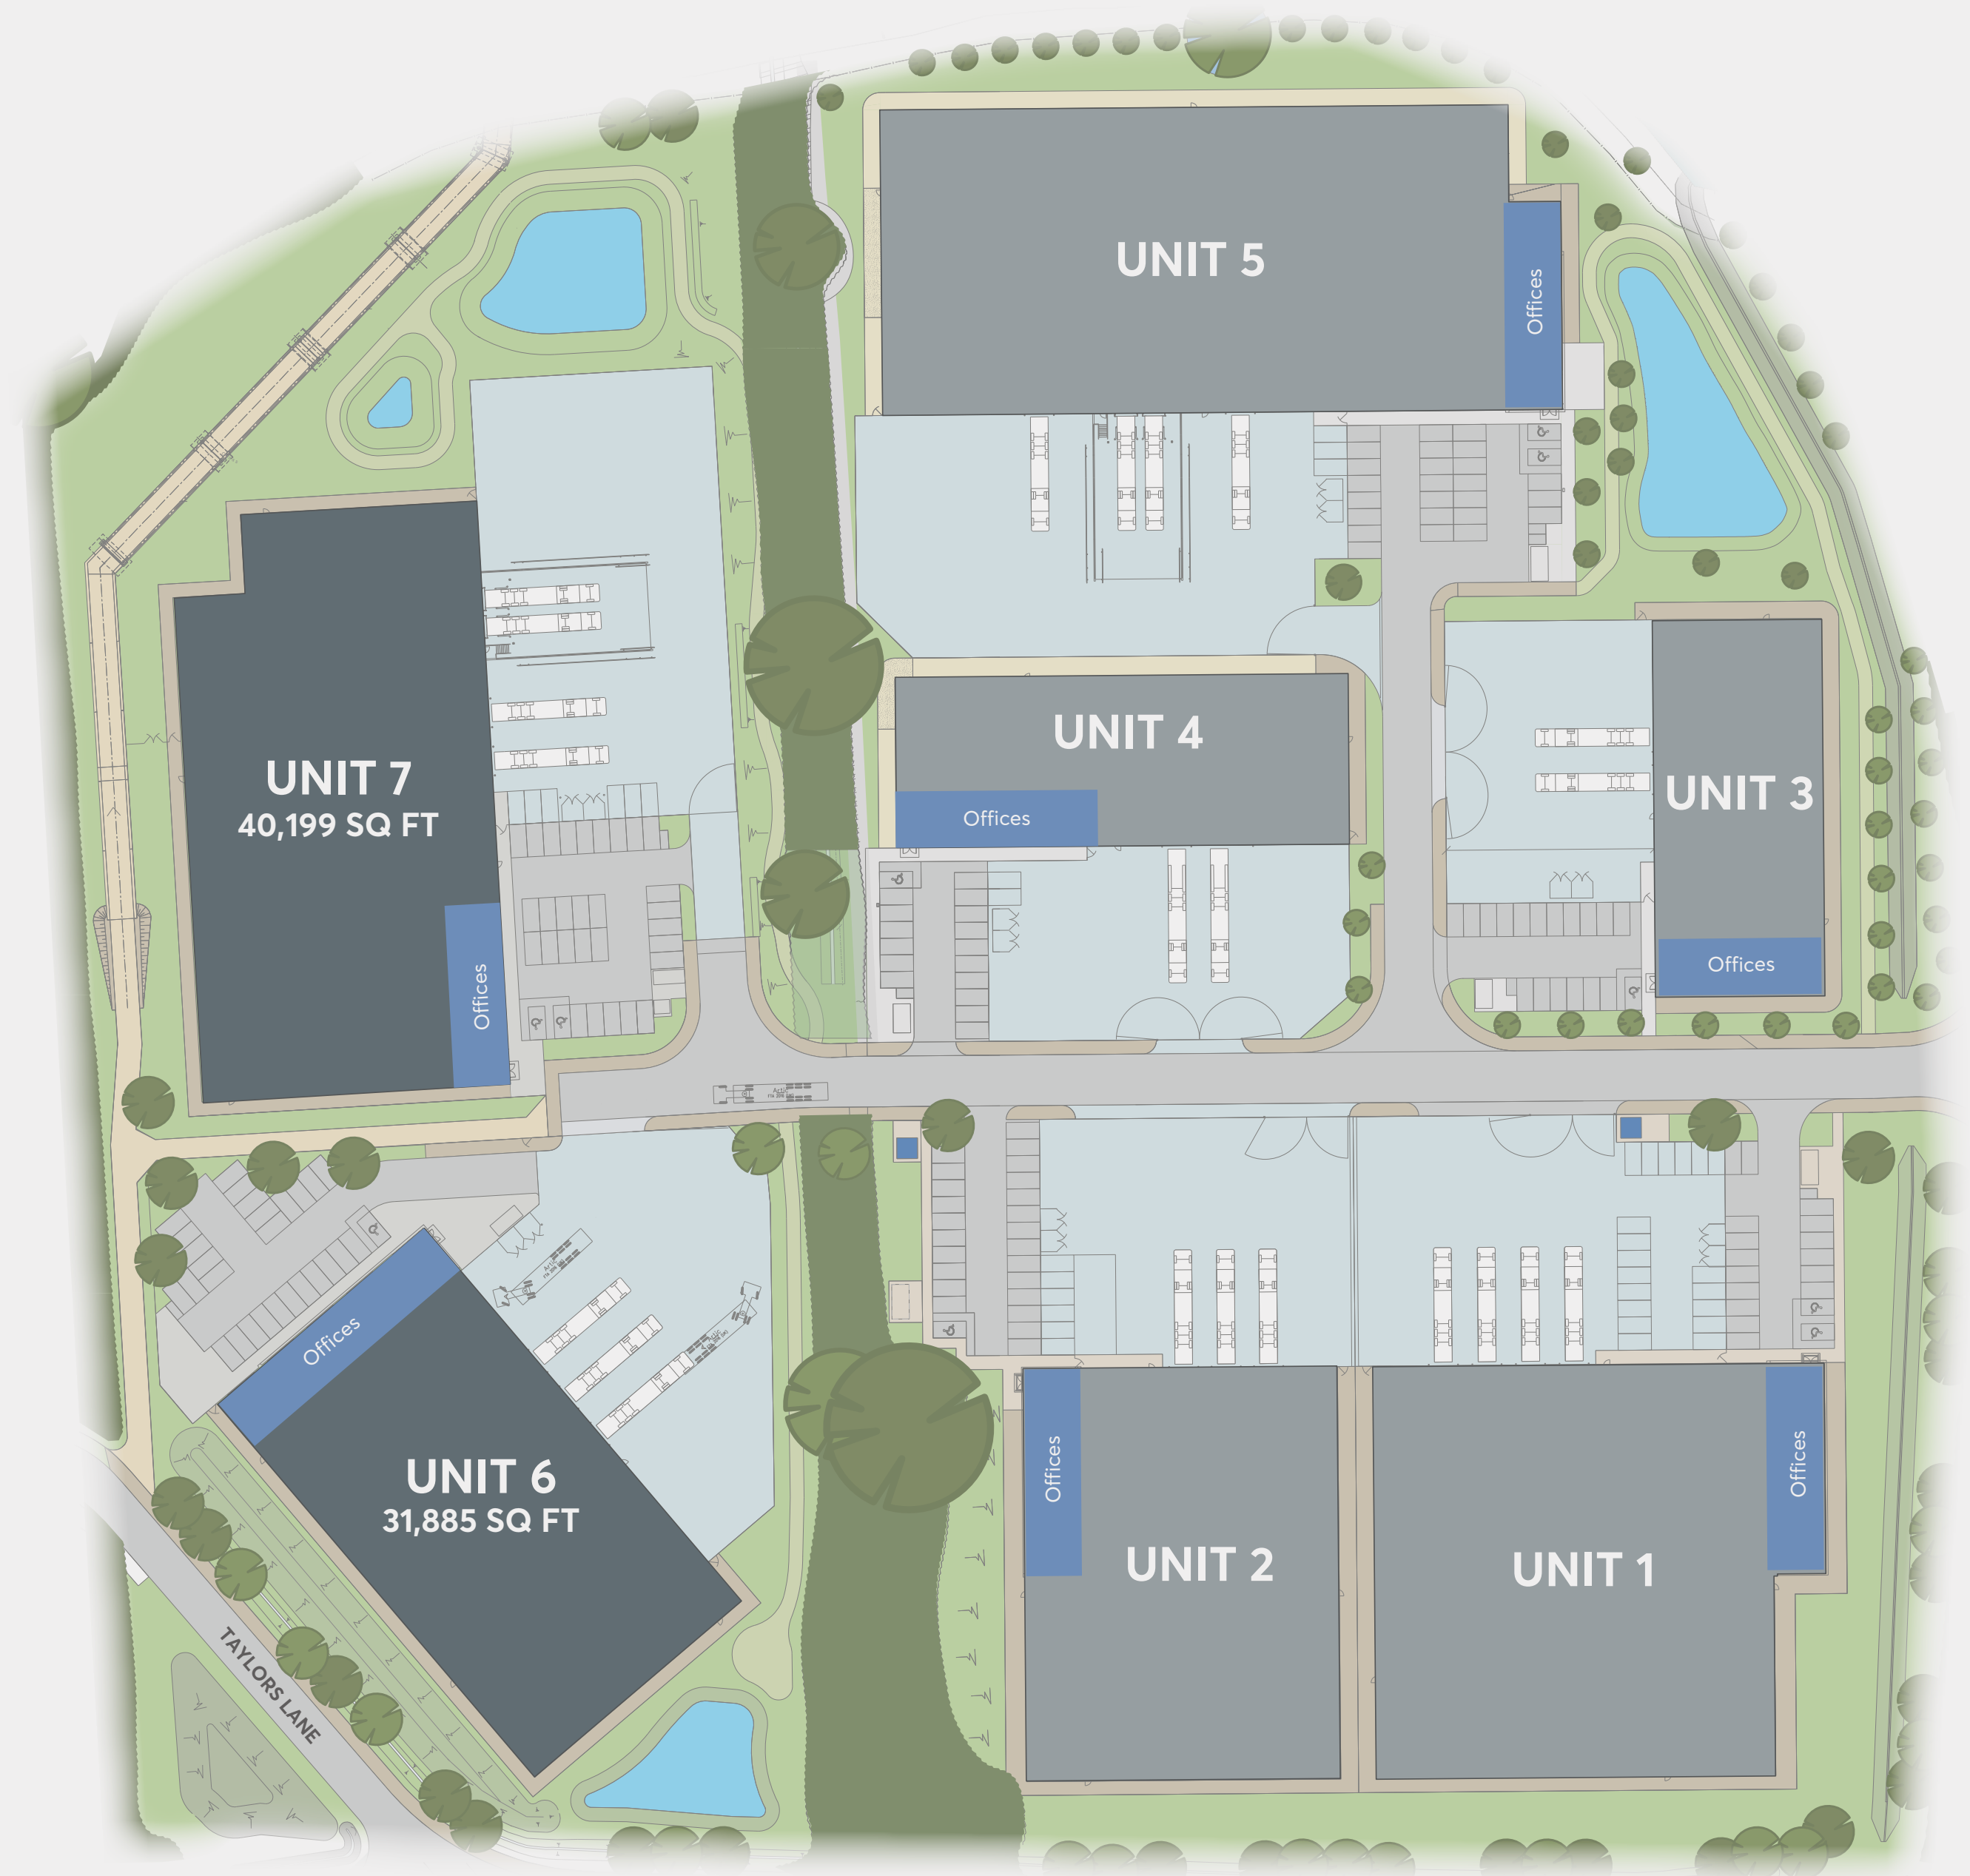 UNIT 5
Offices
UNIT 4
Offices
UNIT 7
40,199 SQ FT
Offices
UNIT 3
Offices
Artic
Offices
UNIT 6
31,885 SQ FT
Offices
UNIT 2
Offices
UNIT 1
TAYLORS LANE